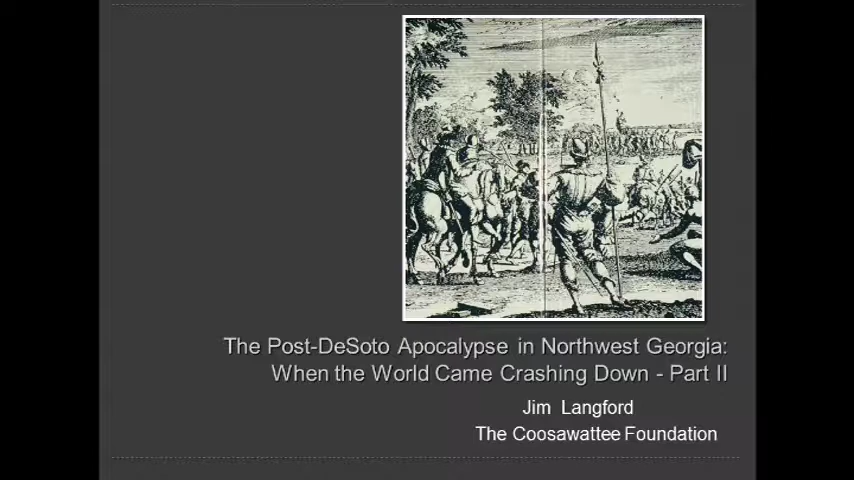 The Post-DeSoto Apocalypse in Northwest Georgia:
When the World Came Crashing Down - Part II
Jim Langford
The Coosawattee Foundation